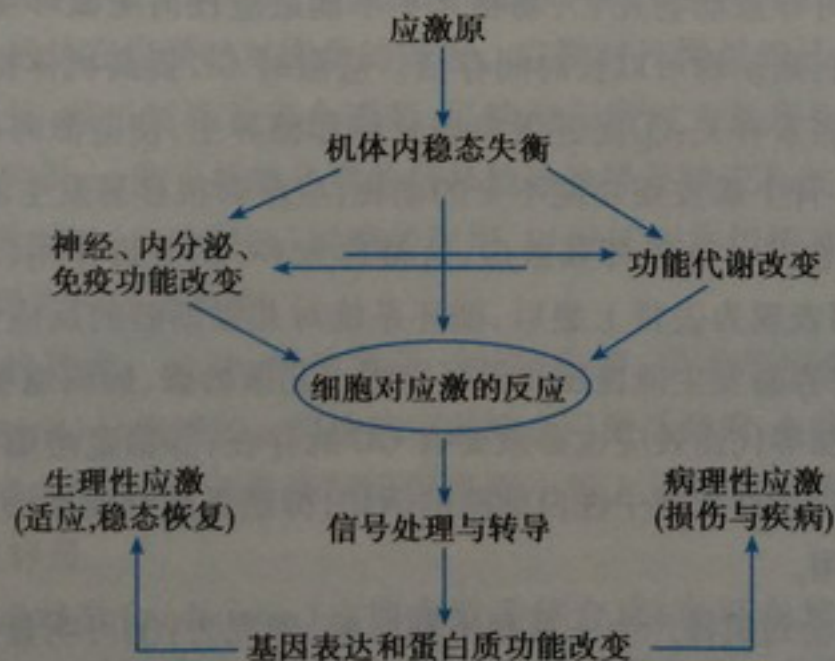 应激原
机体内稳态失衡
神经、内分泌、
免疫功能改变
功能代谢改变
细胞对应激的反应
生理性应激
(适应,稳态恢复)
信号处理与转导
病理性应激
(损伤与疾病)
基因表达和蛋白质功能改变